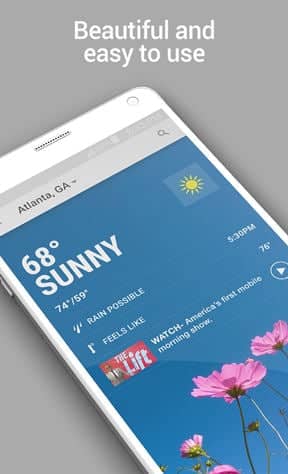 Beautiful and
easy to use
Atlanta, GA
68°
SUNNY
5:30PM
74°/59°
76°
RAIN POSSIBLE
FEELS LIKE
THE Lift
WATCH- America's first mobile
morning show.